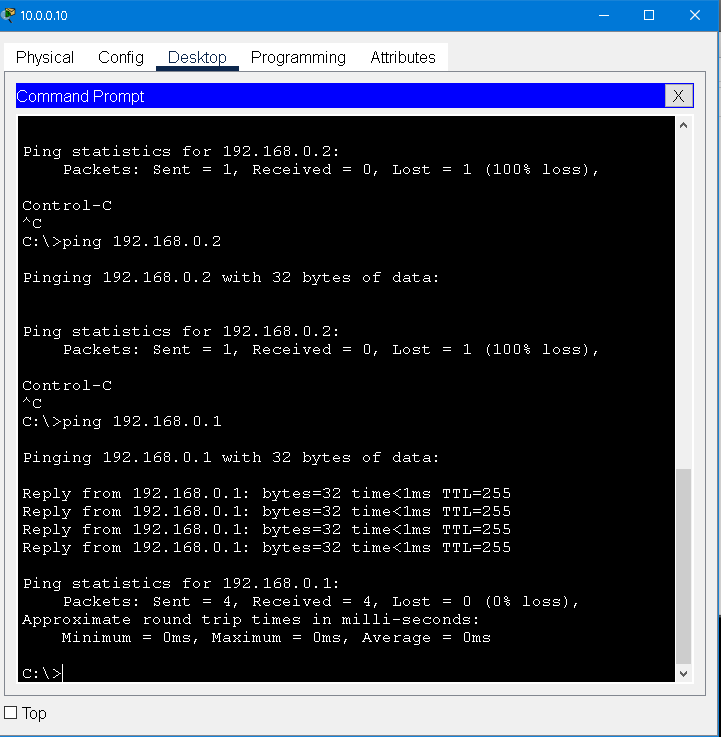 10.0.0.10
Physical Config Desktop Programming Attributes
Command Prompt X
Ping statistics for 192.168.0.2:
Packets: Sent = 1, Received = 0, Lost = 1 (100% loss),
Control-C
^C
C:\>ping 192.168.0.2
Pinging 192.168.0.2 with 32 bytes of data:
Ping statistics for 192.168.0.2:
Packets: Sent = 1, Received = 0, Lost = 1 (100% loss),
Control-C
^C
C:\>ping 192.168.0.1
Pinging 192.168.0.1 with 32 bytes of data:
Reply from 192.168.0.1: bytes=32 time<1ms TTL=255
Reply from 192.168.0.1: bytes=32 time<1ms TTL=255
Reply from 192.168.0.1: bytes=32 time<1ms TTL=255
Reply from 192.168.0.1: bytes=32 time<1ms TTL=255
Ping statistics for 192.168.0.1:
Packets: Sent = 4, Received = 4, Lost = 0 (0% loss),
Approximate round trip times in milli-seconds:
Minimum = 0ms, Maximum = 0ms, Average = 0ms
C:\>
Top